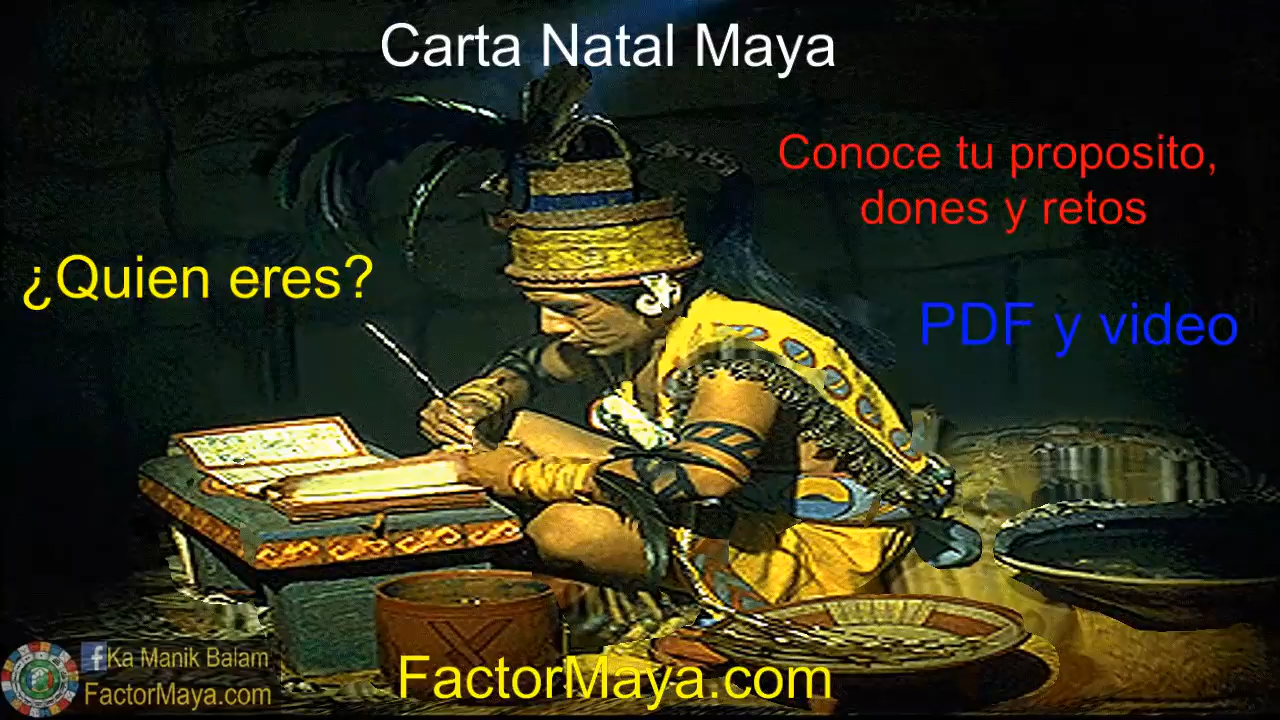 Carta Natal Maya
Conoce tu proposito,
dones y retos
¿Quien eres?
PDF y video
Ka Manik Balam
FactorMaya.com
FactorMaya.com